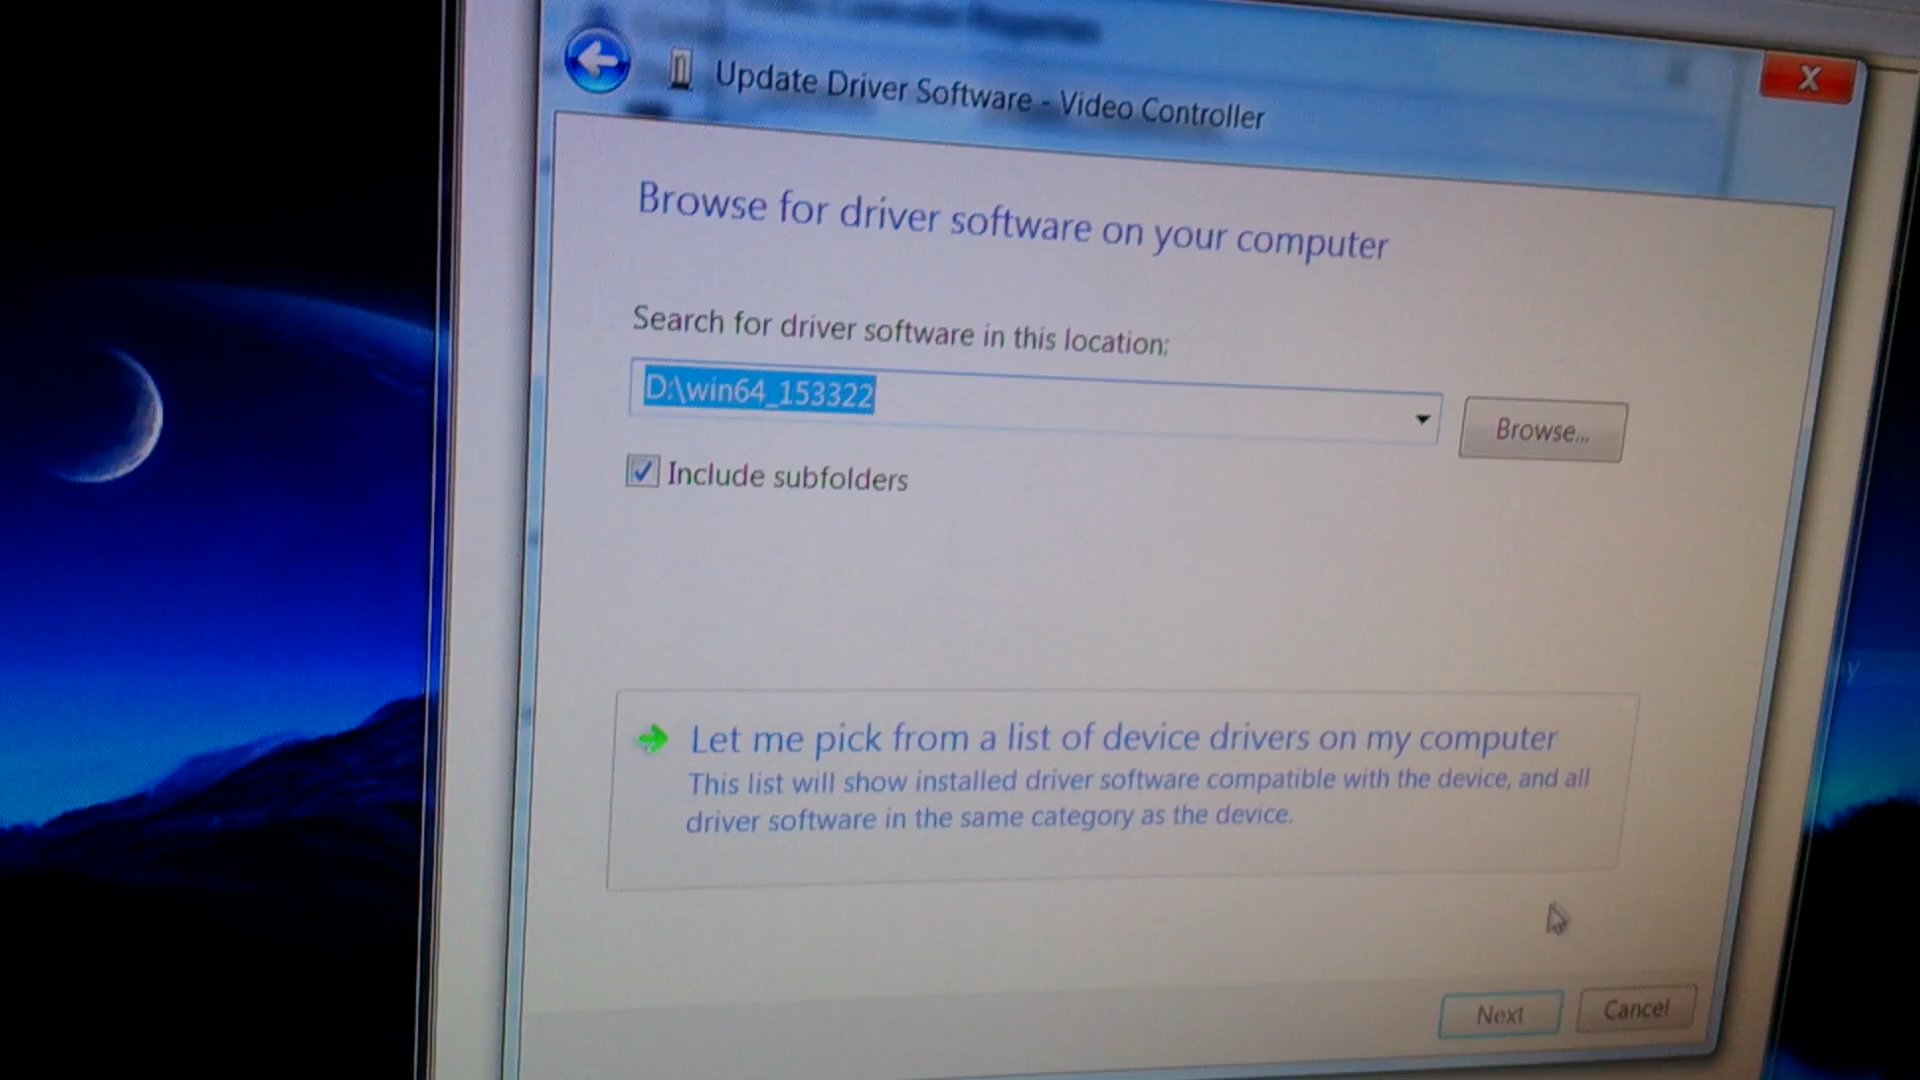 Update Driver Software - Video Controller
Browse for driver software on your computer
Search for driver software in this location:
D:\win64_153322
Browse...
Include subfolders
Let me pick from a list of device drivers on my computer
This list will show installed driver software compatible with the device, and all
driver software in the same category as the device.
Next
Cancel